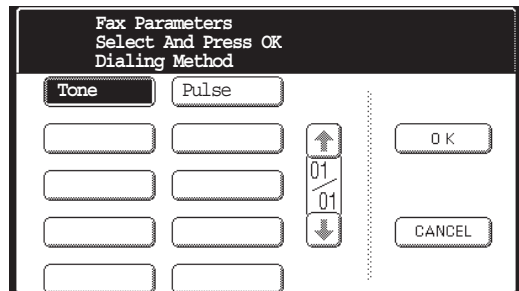 Fax Parameters
Select And Press OK
Dialing Method
Tone
Pulse
01
01
OK
CANCEL